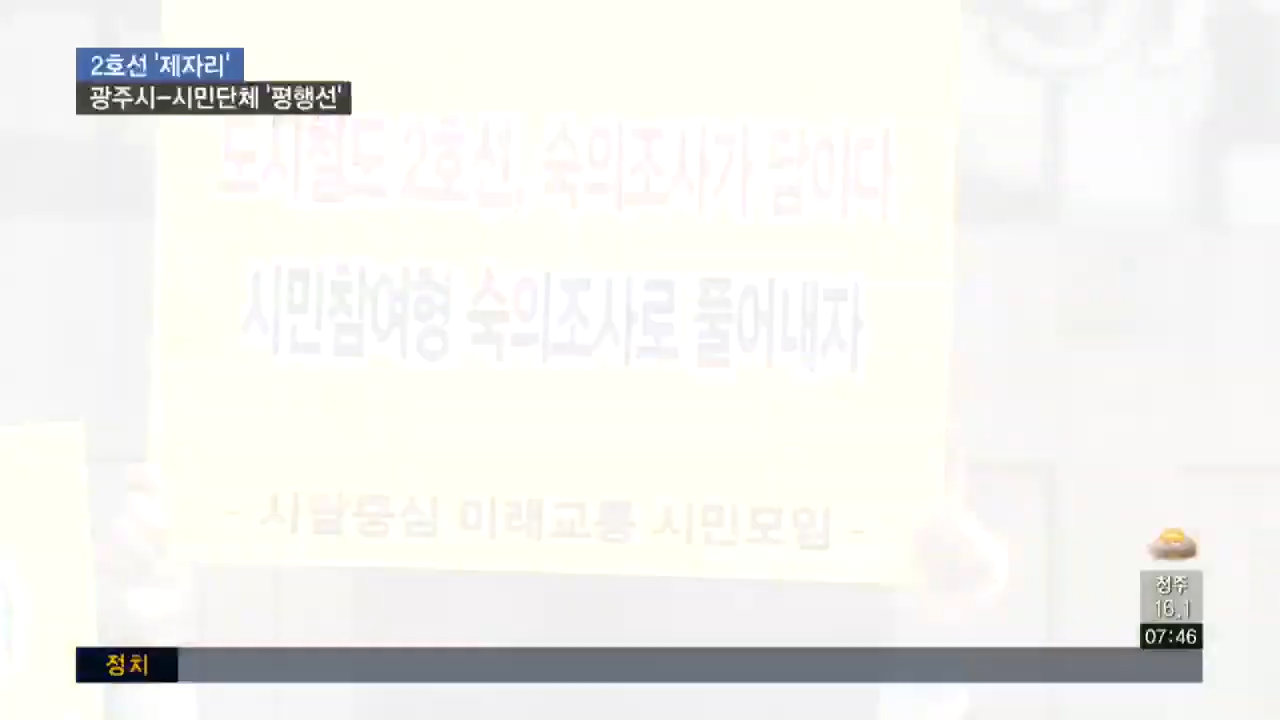 2호선 '제자리'
광주시-시민단체 '평행선'
도시철도 2호선, 숙의조사가 답이다
시민참여형 숙의조사로 풀어내자
- 사람중심 미래교통 시민모임 -
청주
16.1
07:46
정치